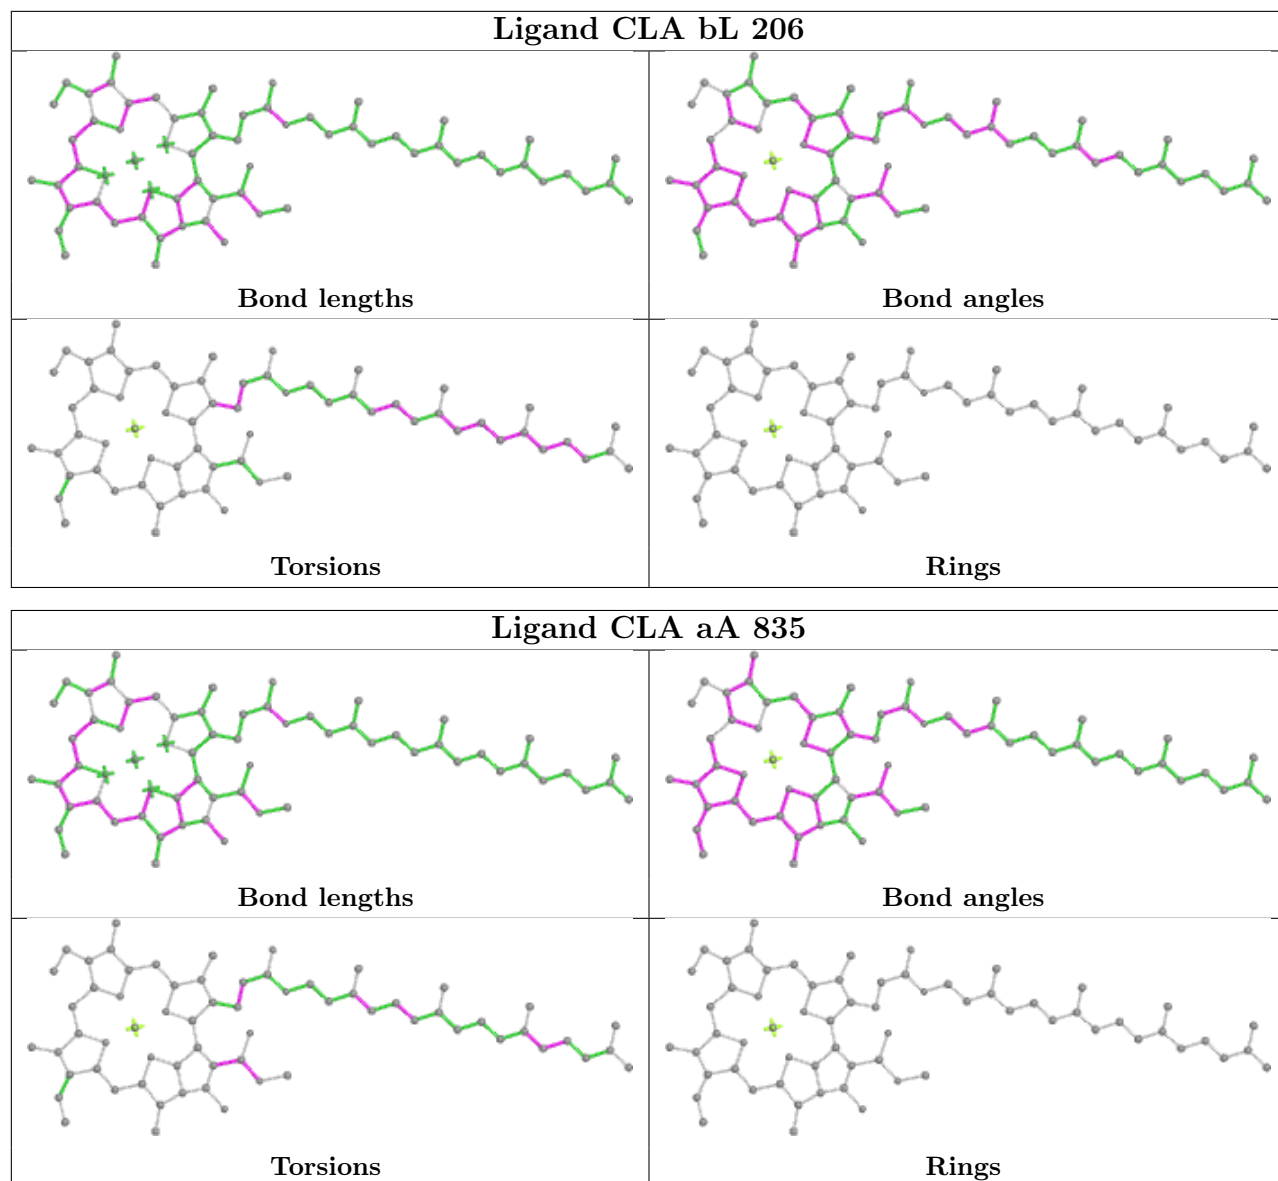 Ligand CLA bL 206
Bond lengths
Bond angles
Torsions
Rings
Ligand CLA aA 835
Bond lengths
Bond angles
Torsions
Rings